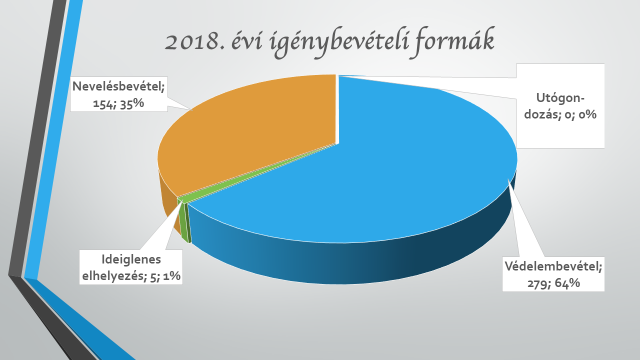 2018. évi igénybevételi formák
Nevelésbevétel;
154; 35%
Utógon-
dozás; 0; 0%
Ideiglenes
elhelyezés; 5; 1%
Védelembevétel;
279; 64%